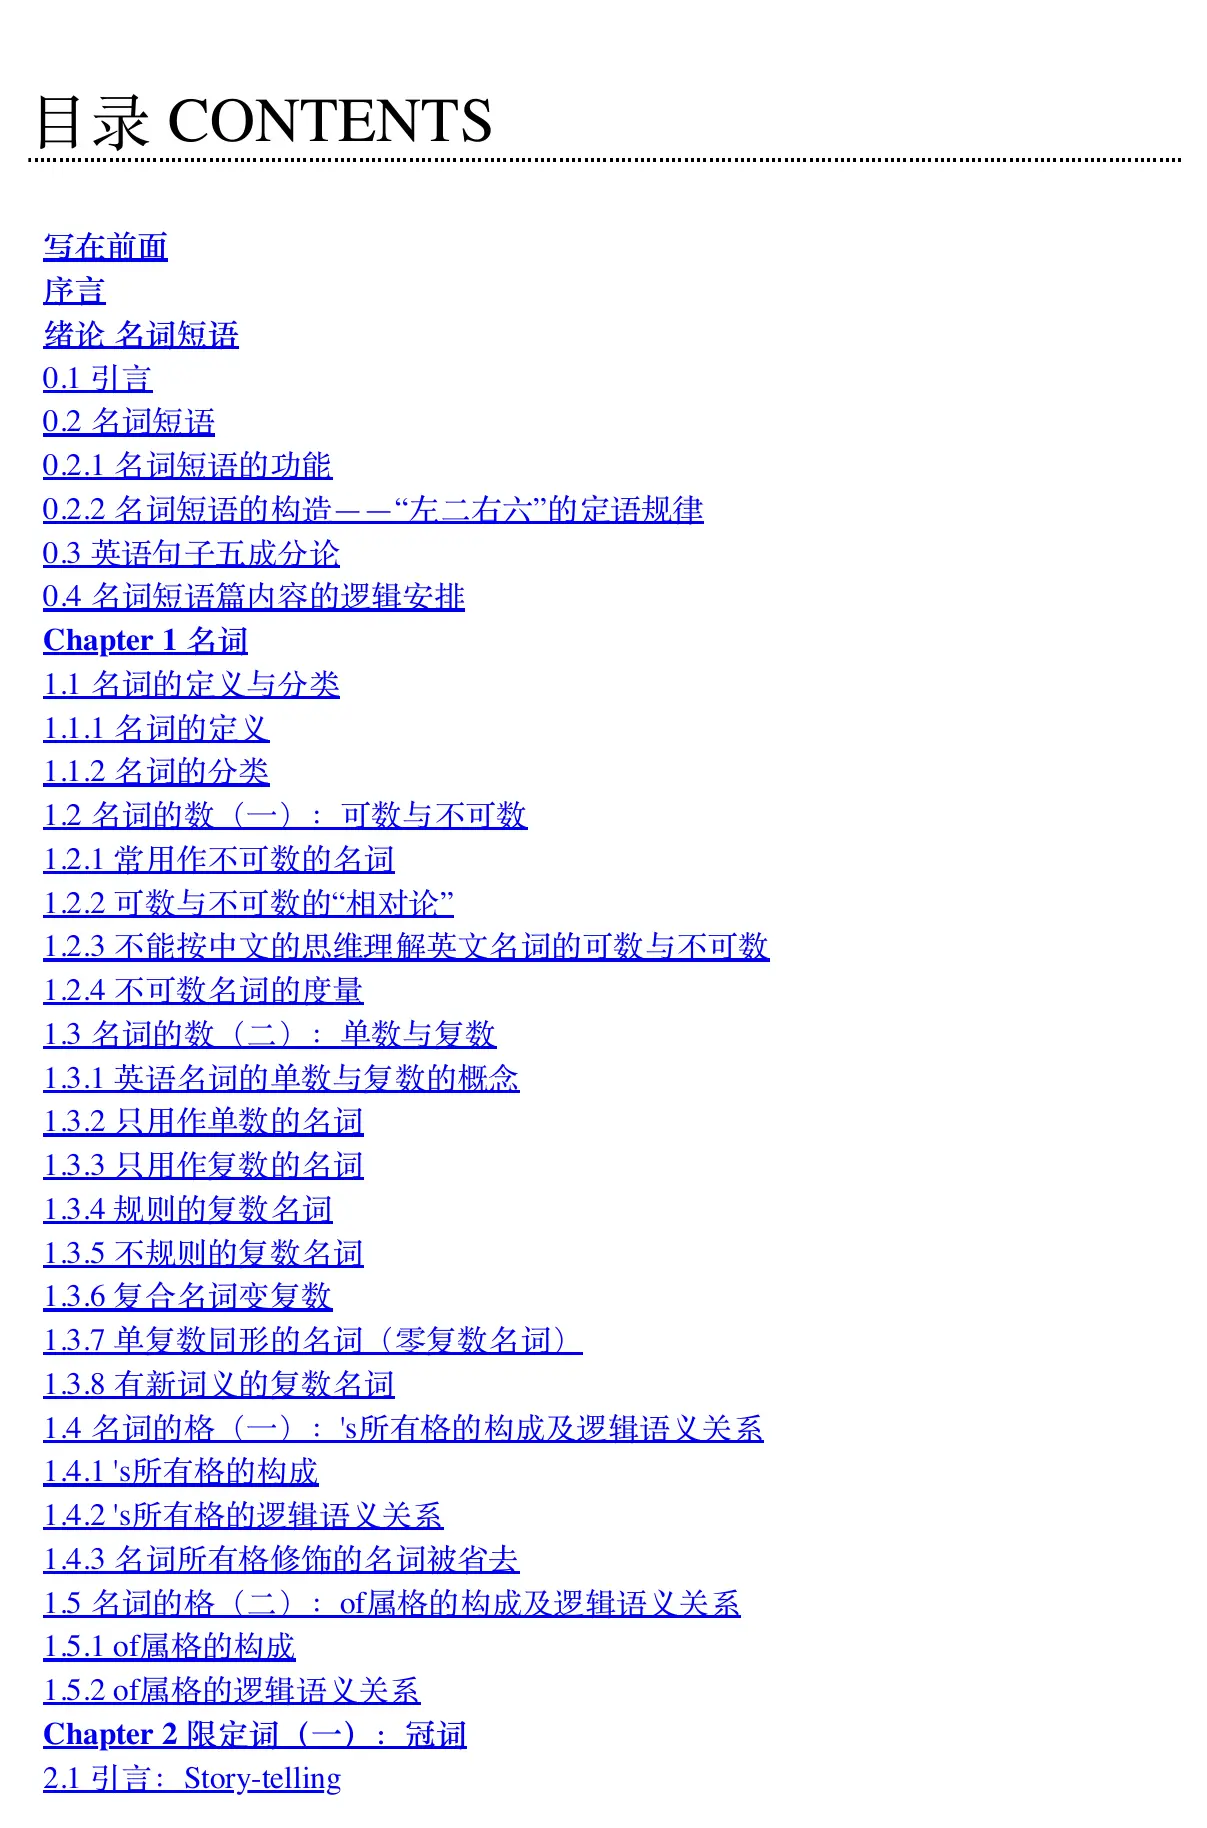 目录 CONTENTS
写在前面
序言
绪论 名词短语
0.1 引言
0.2 名词短语
0.2.1 名词短语的功能
0.2.2 名词短语的构造——“左二右六”的定语规律
0.3 英语句子五成分论
0.4 名词短语篇内容的逻辑安排
Chapter 1 名词
1.1 名词的定义与分类
1.1.1 名词的定义
1.1.2 名词的分类
1.2 名词的数（一）：可数与不可数
1.2.1 常用作不可数的名词
1.2.2 可数与不可数的“相对论”
1.2.3 不能按中文的思维理解英文名词的可数与不可数
1.2.4 不可数名词的度量
1.3 名词的数（二）：单数与复数
1.3.1 英语名词的单数与复数的概念
1.3.2 只用作单数的名词
1.3.3 只用作复数的名词
1.3.4 规则的复数名词
1.3.5 不规则的复数名词
1.3.6 复合名词变复数
1.3.7 单复数同形的名词（零复数名词）
1.3.8 有新词义的复数名词
1.4 名词的格（一）：'s所有格的构成及逻辑语义关系
1.4.1 's所有格的构成
1.4.2 's所有格的逻辑语义关系
1.4.3 名词所有格修饰的名词被省去
1.5 名词的格（二）：of属格的构成及逻辑语义关系
1.5.1 of属格的构成
1.5.2 of属格的逻辑语义关系
Chapter 2 限定词（一）：冠词
2.1 引言：Story-telling